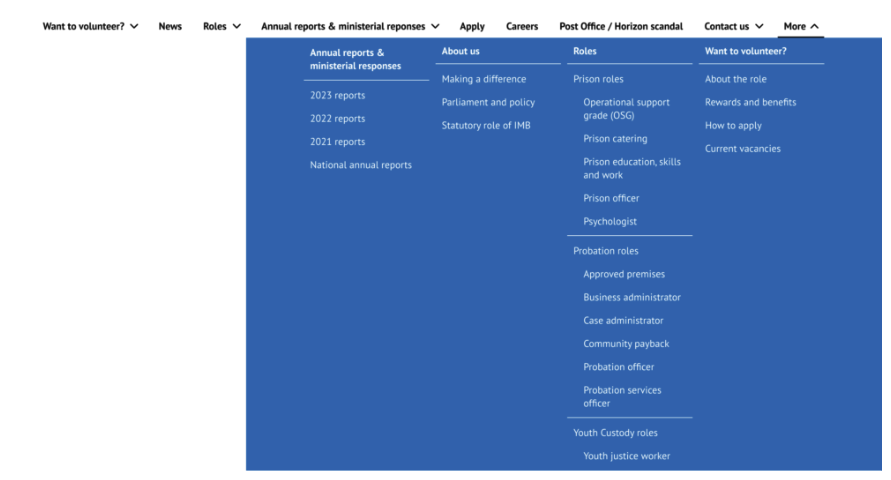 Want to volunteer? News Roles Annual reports & ministerial reponses Apply Careers Post Office / Horizon scandal Contact us More
Annual reports &
ministerial responses
2023 reports
2022 reports
2021 reports
National annual reports
About us
Making a difference
Parliament and policy
Statutory role of IMB
Roles
Prison roles
Operational support
grade (OSG)
Prison catering
Prison education, skills
and work
Prison officer
Psychologist
Probation roles
Approved premises
Business administrator
Case administrator
Community payback
Probation officer
Probation services
officer
Youth Custody roles
Youth justice worker
Want to volunteer?
About the role
Rewards and benefits
How to apply
Current vacancies